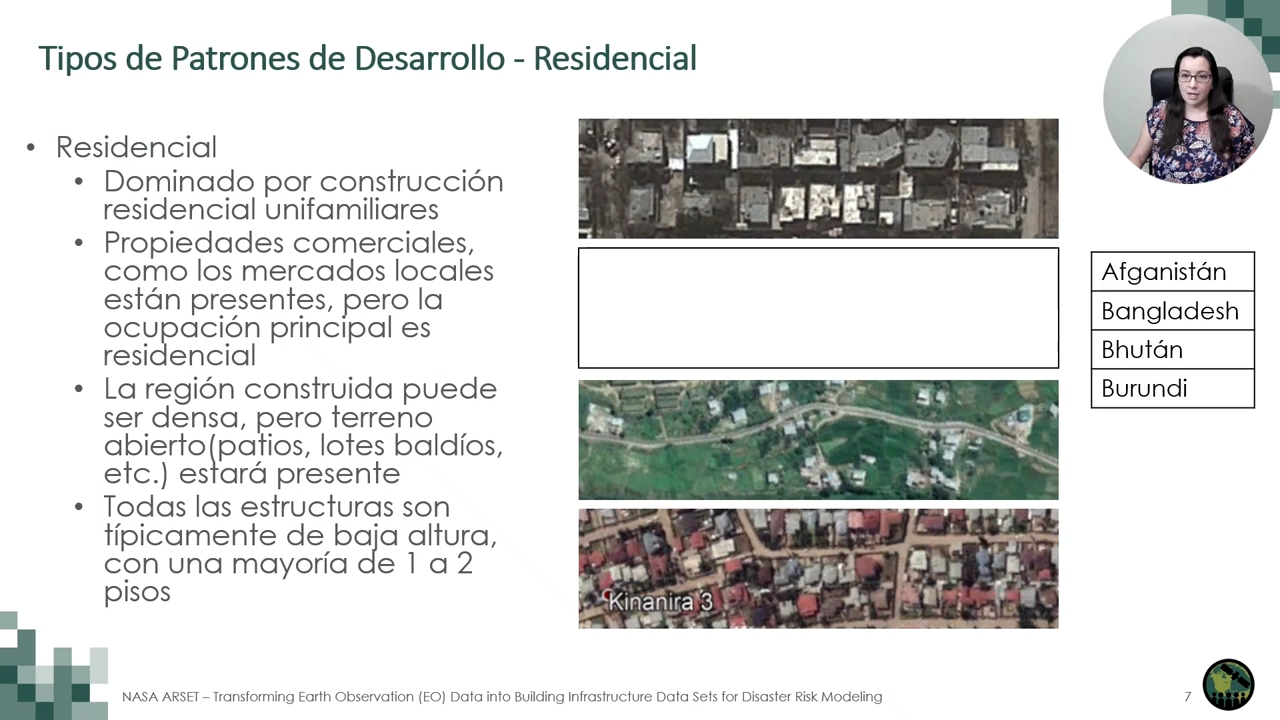 Tipos de Patrones de Desarrollo - Residencial
• Residencial
• Dominado por construcción
residencial unifamiliares
• Propiedades comerciales,
como los mercados locales
están presentes, pero la
ocupación principal es
residencial
• La región construida puede
ser densa, pero terreno
abierto(patios, lotes baldíos,
etc.) estará presente
• Todas las estructuras son
típicamente de baja altura,
con una mayoría de 1 a 2
pisos
Kinanira 3
Afganistán
Bangladesh
Bhután
Burundi
NASA ARSET – Transforming Earth Observation (EO) Data into Building Infrastructure Data Sets for Disaster Risk Modeling
7